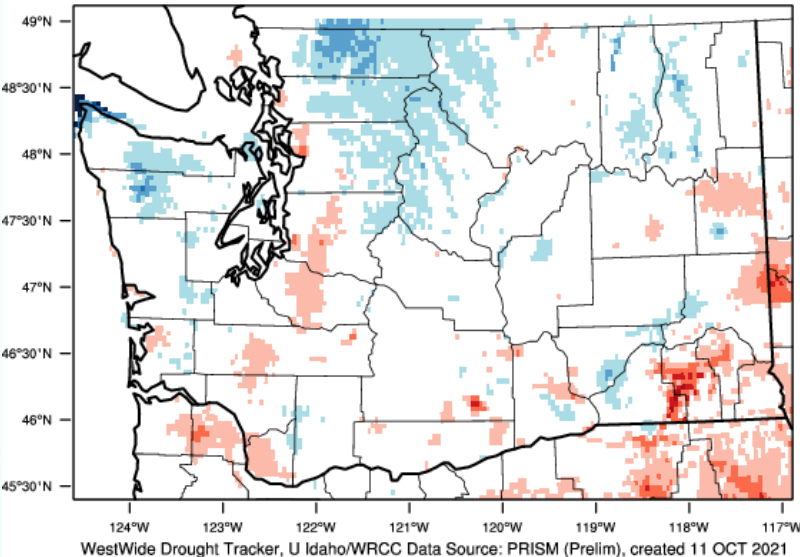 49°N
48°30'N
48°N
47°30'N
47°N
46°30'N
46°N
45°30'N
124°W 123°W 122°W 121°W 120°W 119°W 118°W 117°W
WestWide Drought Tracker, U Idaho/WRCC Data Source: PRISM (Prelim), created 11 OCT 2021